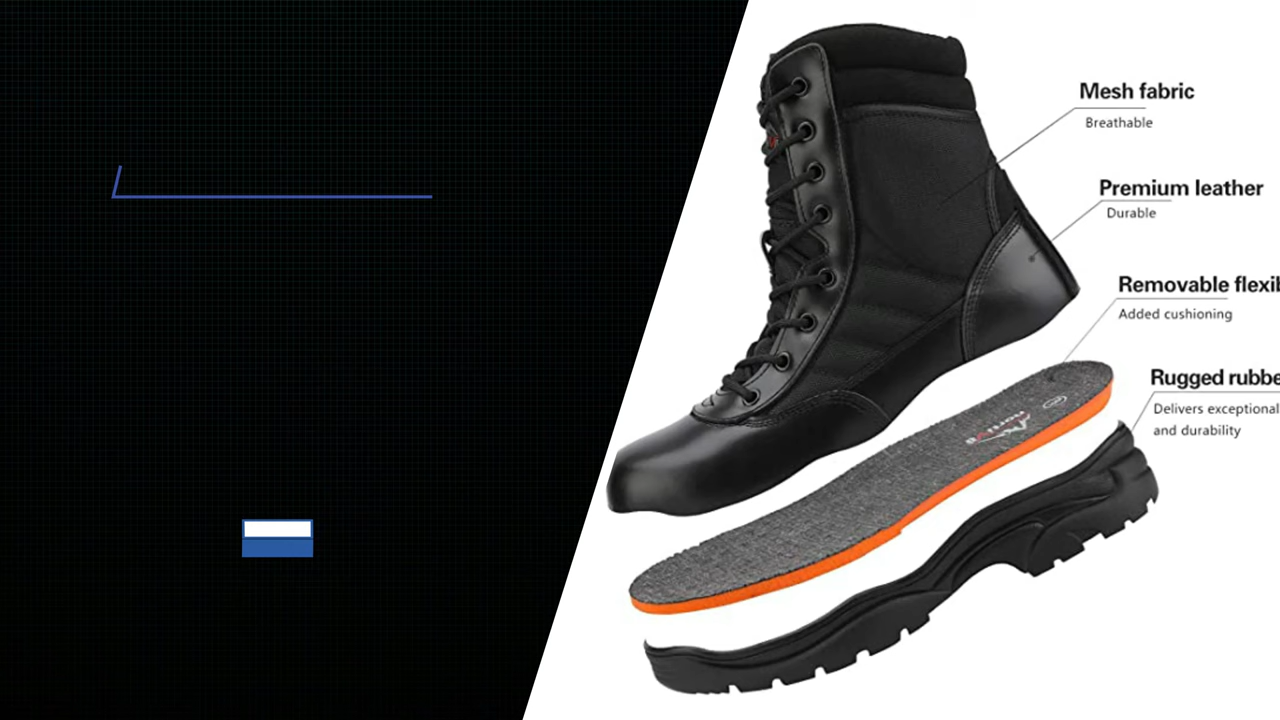 Mesh fabric
Breathable
Premium leather
Durable
Removable flexib
Added cushioning
Rugged rubbe
Delivers exceptional
and durability